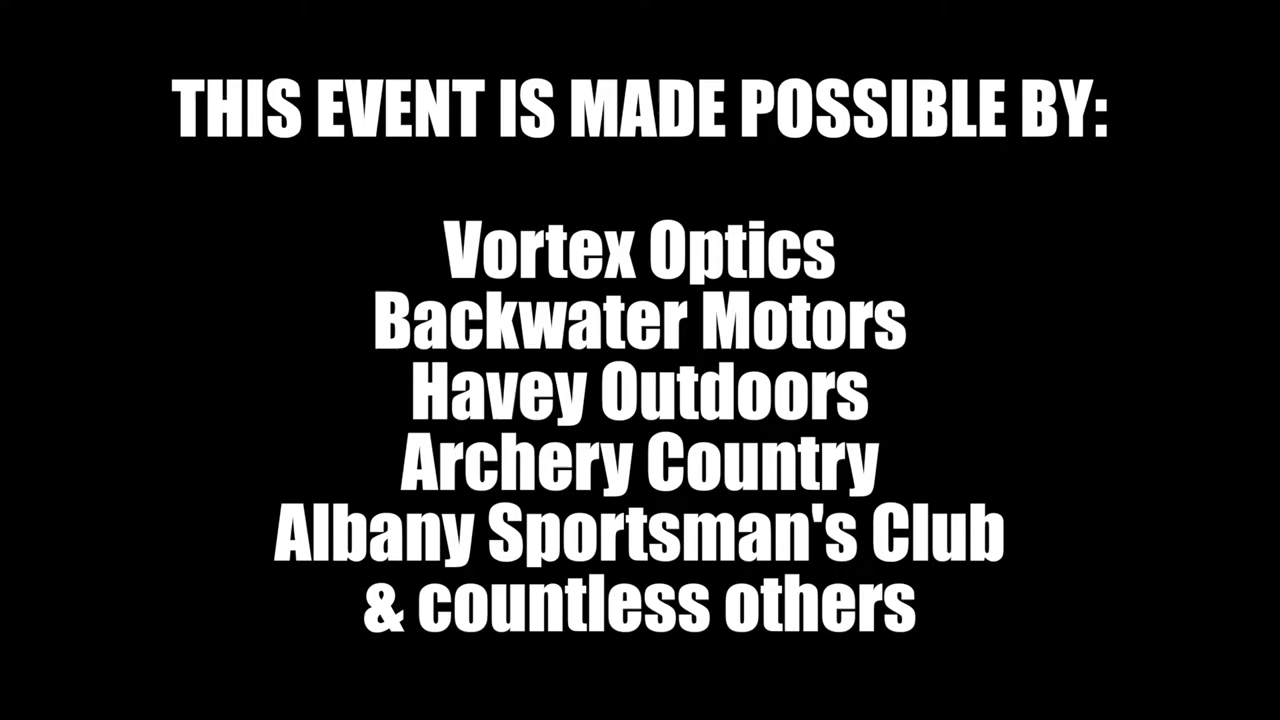 THIS EVENT IS MADE POSSIBLE BY:
Vortex Optics
Backwater Motors
Havey Outdoors
Archery Country
Albany Sportsman's Club
& countless others